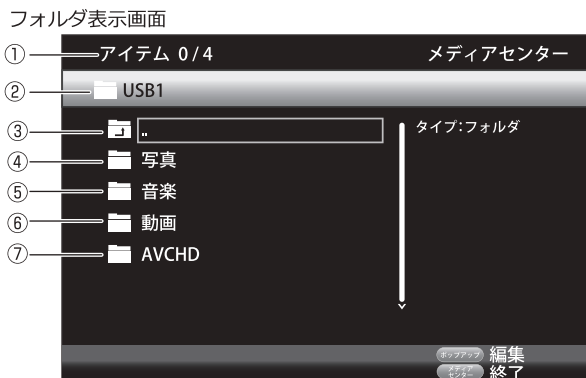 フォルダ表示画面
① アイテム 0/4 メディアセンター
② USB1
③ .. タイプ:フォルダ
④ 写真
⑤ 音楽
⑥ 動画
⑦ AVCHD
ポップアップ 編集
メディアセンター 終了